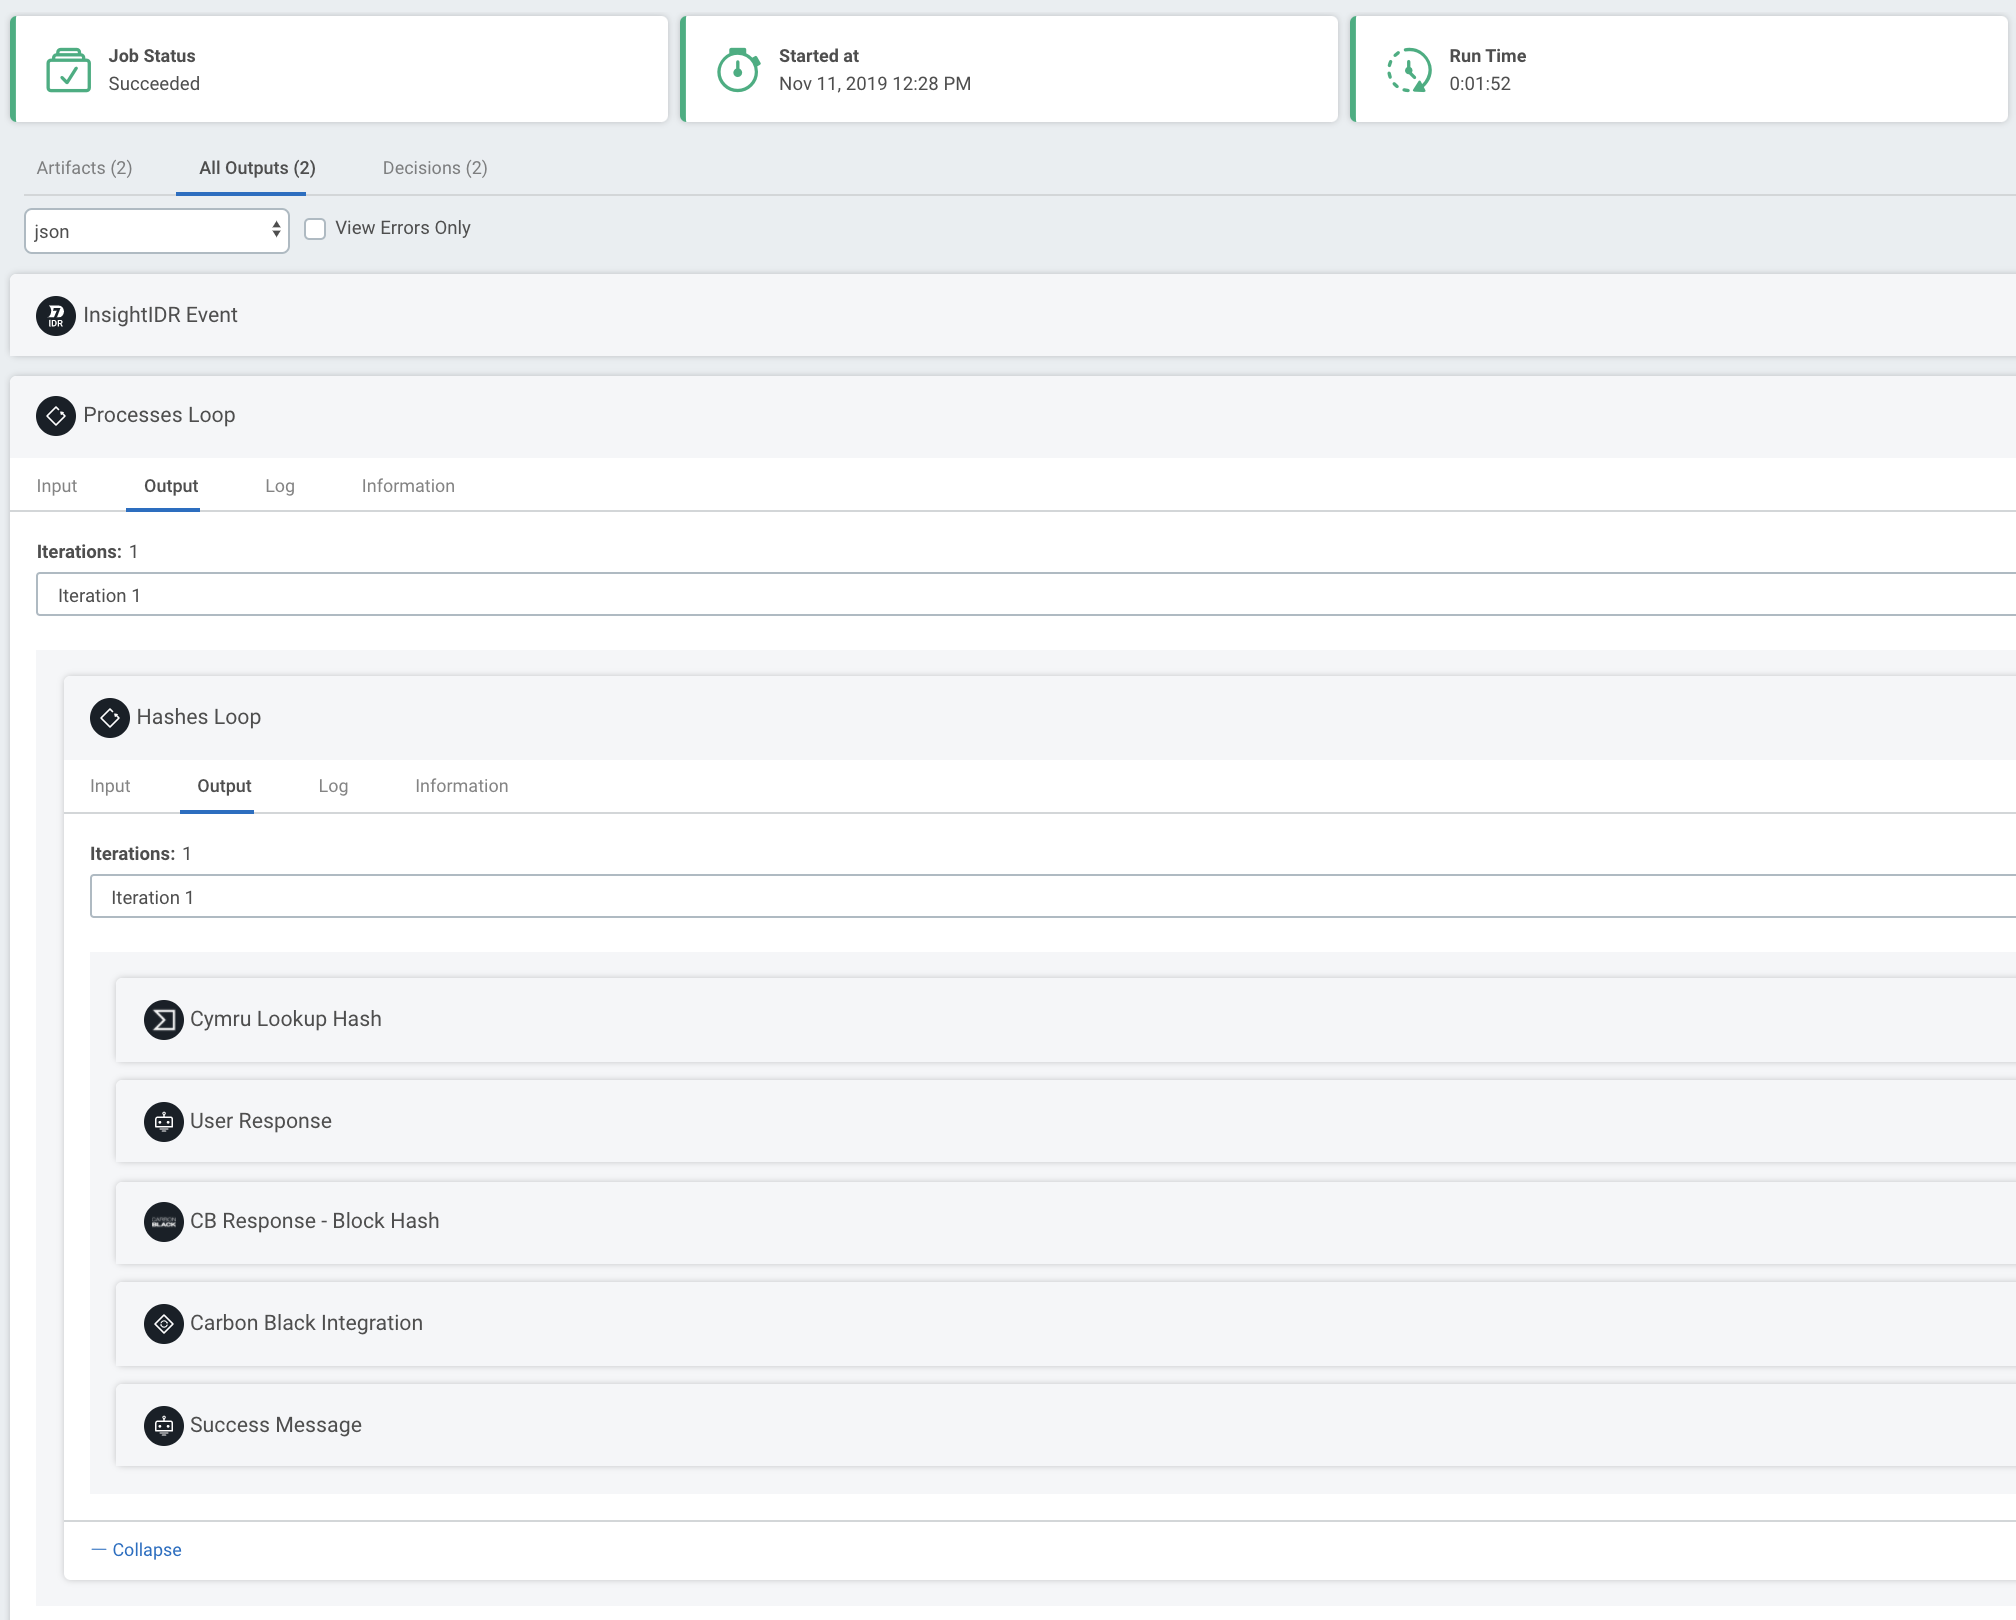 Job Status
Succeeded
Started at
Nov 11, 2019 12:28 PM
Run Time
0:01:52
Artifacts (2)
All Outputs (2)
Decisions (2)
json
View Errors Only
IDR
InsightIDR Event
Processes Loop
Input
Output
Log
Information
Iterations: 1
Iteration 1
Hashes Loop
Input
Output
Log
Information
Iterations: 1
Iteration 1
Cymru Lookup Hash
User Response
CARBON
BLACK
CB Response - Block Hash
Carbon Black Integration
Success Message
— Collapse